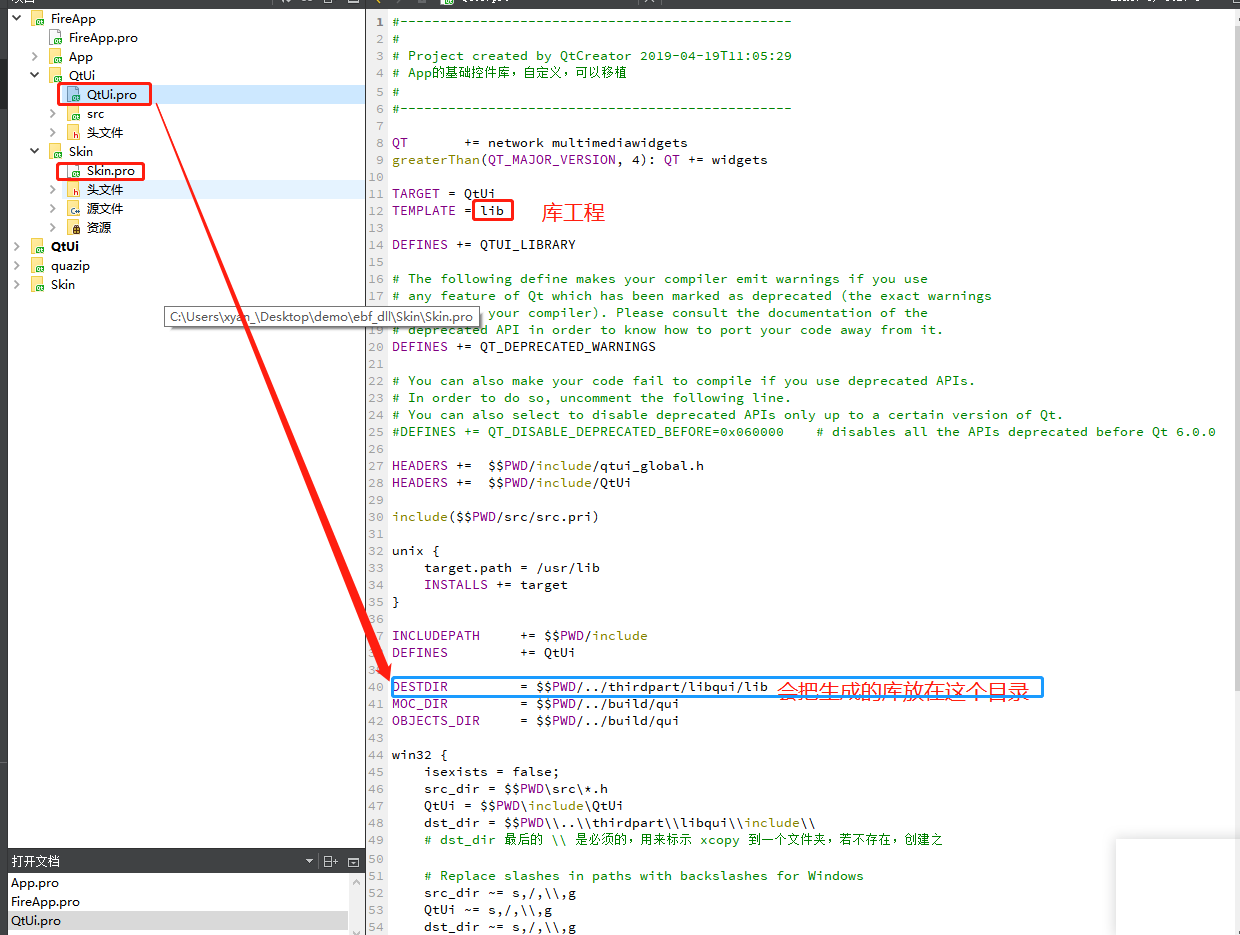 FireApp
FireApp.pro
App
QtUi
QtUi.pro
src
头文件
Skin
Skin.pro
头文件
源文件
资源
QtUi
quazip
Skin
C:\Users\xyan_\Desktop\demo\ebf_dll\Skin\Skin.pro
打开文档
App.pro
FireApp.pro
QtUi.pro
1 #-------------------------------------------------
2 #
3 # Project created by QtCreator 2019-04-19T11:05:29
4 # App的基础控件库，自定义，可以移植
5 #
6 #-------------------------------------------------
7
8 QT       += network multimediawidgets
9 greaterThan(QT_MAJOR_VERSION, 4): QT += widgets
10
11 TARGET = QtUi
12 TEMPLATE = lib 库工程
13
14 DEFINES += QTUI_LIBRARY
15
16 # The following define makes your compiler emit warnings if you use
17 # any feature of Qt which has been marked as deprecated (the exact warnings
your compiler). Please consult the documentation of the
19 # deprecated API in order to know how to port your code away from it.
20 DEFINES += QT_DEPRECATED_WARNINGS
21
22 # You can also make your code fail to compile if you use deprecated APIs.
23 # In order to do so, uncomment the following line.
24 # You can also select to disable deprecated APIs only up to a certain version of Qt.
25 #DEFINES += QT_DISABLE_DEPRECATED_BEFORE=0x060000    # disables all the APIs deprecated before Qt 6.0.0
26
27 HEADERS +=  $$PWD/include/qtui_global.h
28 HEADERS +=  $$PWD/include/QtUi
29
30 include($$PWD/src/src.pri)
31
32 unix {
33     target.path = /usr/lib
34     INSTALLS += target
35 }
36
INCLUDEPATH     += $$PWD/include
DEFINES         += QtUi
40 DESTDIR         = $$PWD/../thirdpart/libqui/lib 会把生成的库放在这个目录
41 MOC_DIR         = $$PWD/../build/qui
42 OBJECTS_DIR     = $$PWD/../build/qui
43
44 win32 {
45     isexists = false;
46     src_dir = $$PWD\src\*.h
47     QtUi = $$PWD\include\QtUi
48     dst_dir = $$PWD\\..\\thirdpart\\libqui\\include\\
49     # dst_dir 最后的 \\ 是必须的，用来标示 xcopy 到一个文件夹，若不存在，创建之
50
51     # Replace slashes in paths with backslashes for Windows
52     src_dir ~= s,/,\\,g
53     QtUi ~= s,/,\\,g
54     dst_dir ~= s,/,\\,g